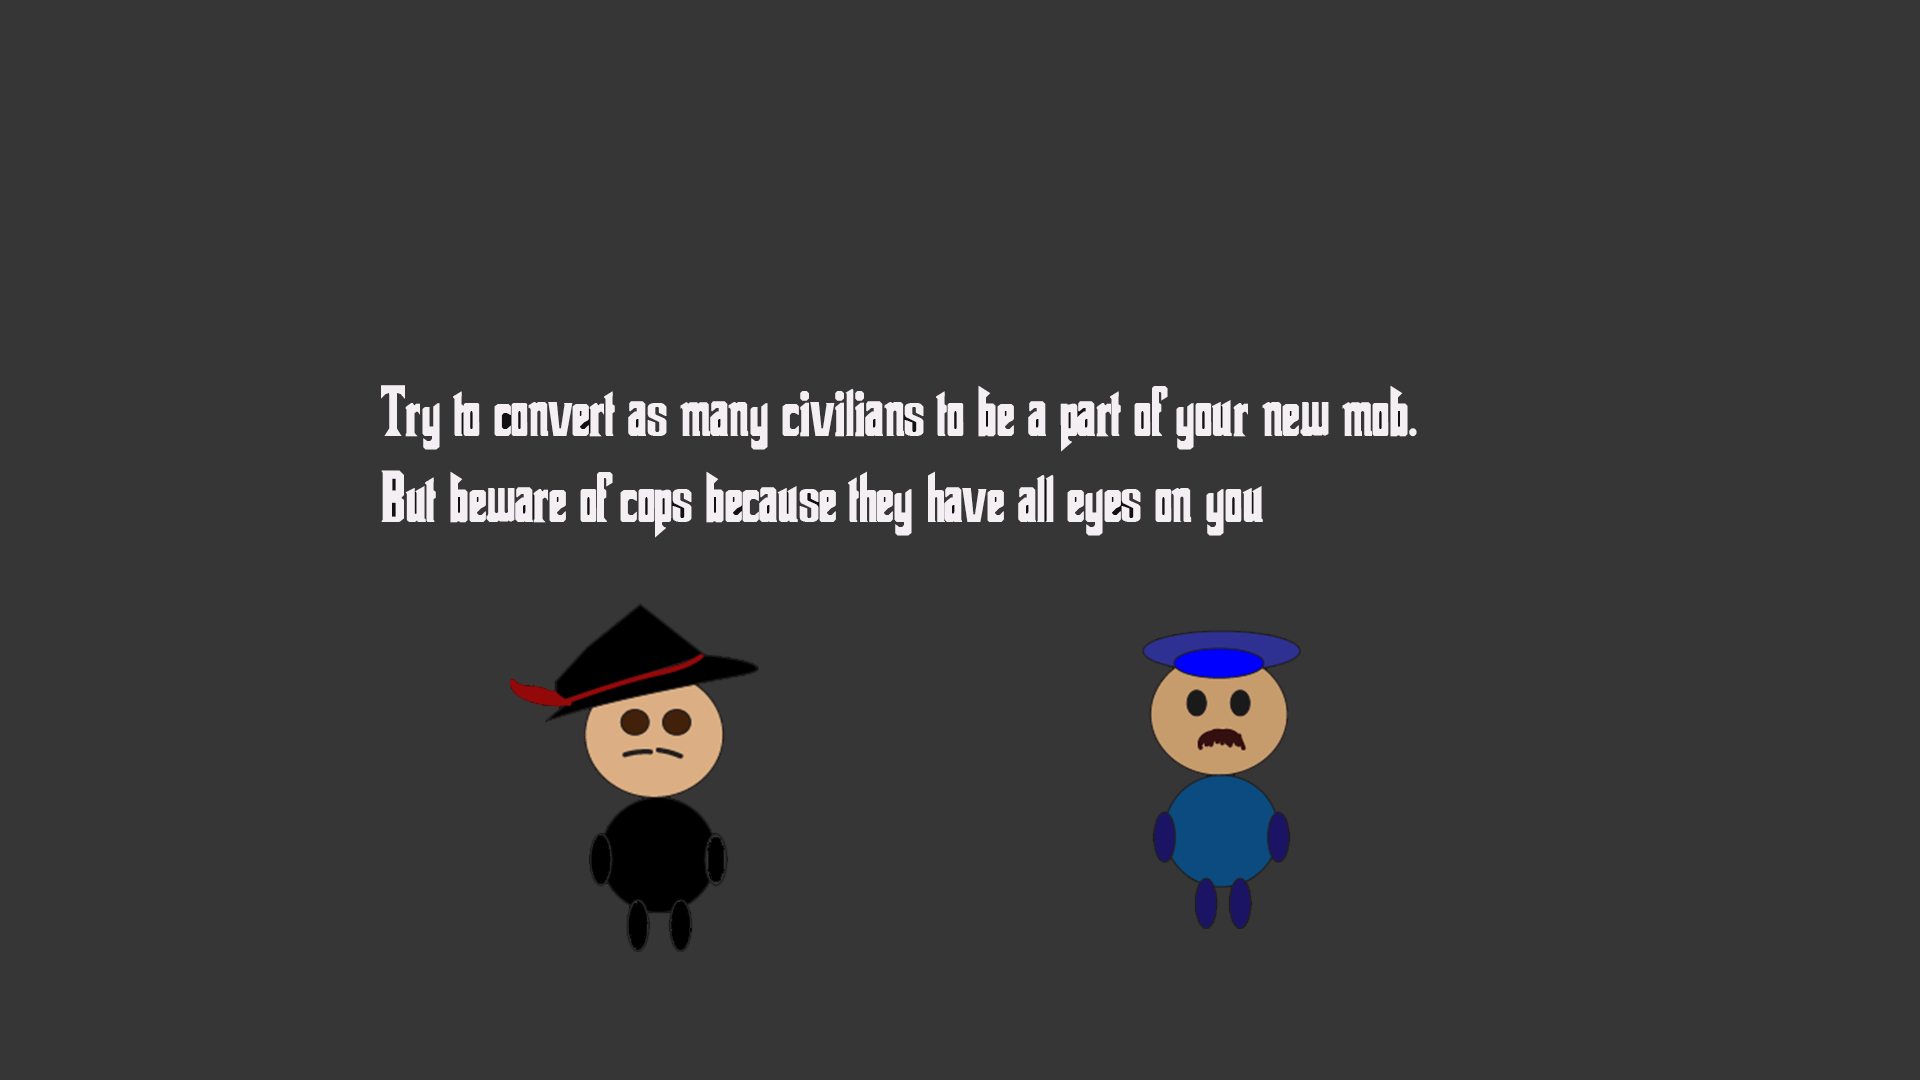 Try to convert as many civilians to be a part of your new mob.
But beware of cops because they have all eyes on you